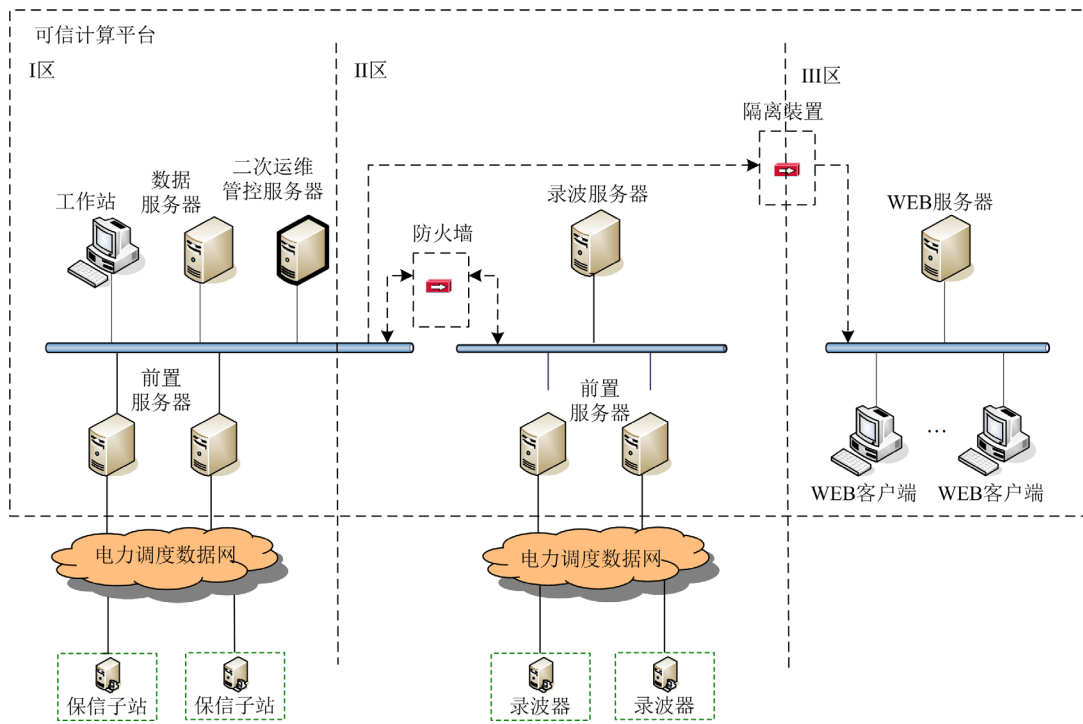 可信计算平台
I区
II区
III区
隔离装置
二次运维
管控服务器
数据
服务器
工作站
录波服务器
WEB服务器
防火墙
前置
服务器
前置
服务器
…
WEB客户端
WEB客户端
电力调度数据网
电力调度数据网
保信子站
保信子站
录波器
录波器